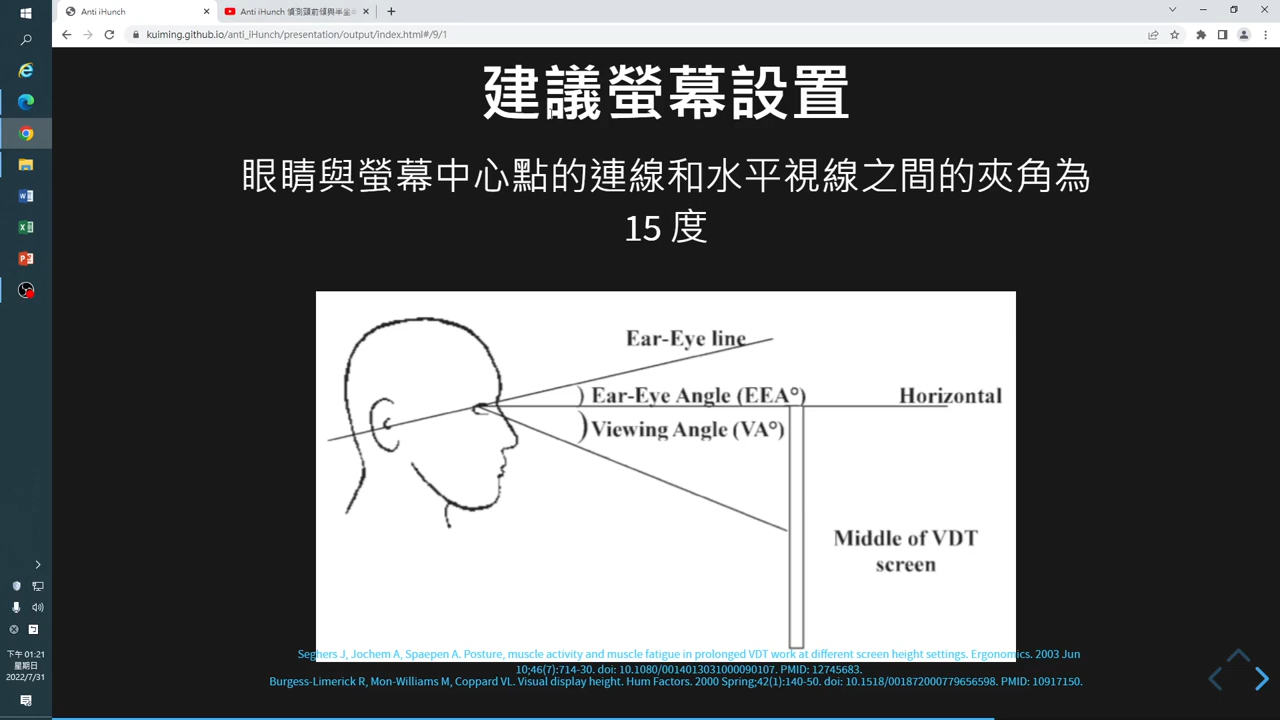 Anti iHunch
Anti iHunch 偵測頭前傾與半金
kuiming.github.io/anti_iHunch/presentation/output/index.html#/9/1
建議螢幕設置
眼睛與螢幕中心點的連線和水平視線之間的夾角為
15 度
Ear-Eye line
Ear-Eye Angle (EEA°)
Horizontal
Viewing Angle (VA°)
Middle of VDT
screen
Seghers J, Jochem A, Spaepen A. Posture, muscle activity and muscle fatigue in prolonged VDT work at different screen height settings. Ergonomics. 2003 Jun
10;46(7):714-30. doi: 10.1080/0014013031000090107. PMID: 12745683.
Burgess-Limerick R, Mon-Williams M, Coppard VL. Visual display height. Hum Factors. 2000 Spring;42(1):140-50. doi: 10.1518/001872000779656598. PMID: 10917150.
下午 01:21
星期日
2022/7/31